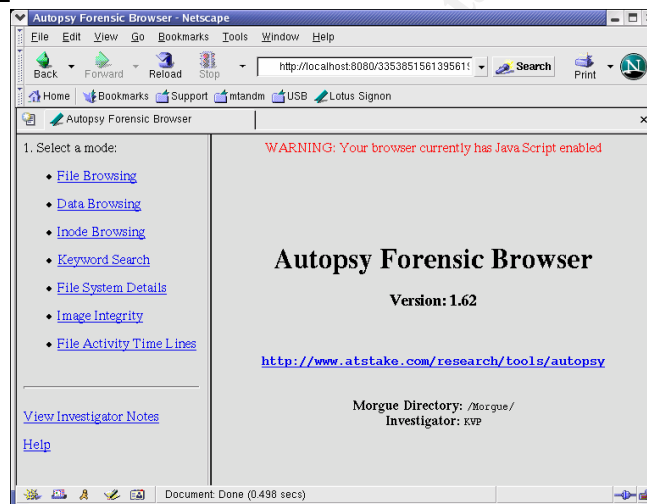 Autopsy Forensic Browser - Netscape
File Edit View Go Bookmarks Tools Window Help
Back Forward Reload Stop http://localhost:8080/3353851561395619 Search Print N
Home Bookmarks Support mtandm USB Lotus Signon
Autopsy Forensic Browser x
1. Select a mode:
File Browsing
Data Browsing
Inode Browsing
Keyword Search
File System Details
Image Integrity
File Activity Time Lines
View Investigator Notes
Help
WARNING: Your browser currently has Java Script enabled
Autopsy Forensic Browser
Version: 1.62
http://www.atstake.com/research/tools/autopsy
Morgue Directory: /Morgue/
Investigator: KVP
Document: Done (0.498 secs)